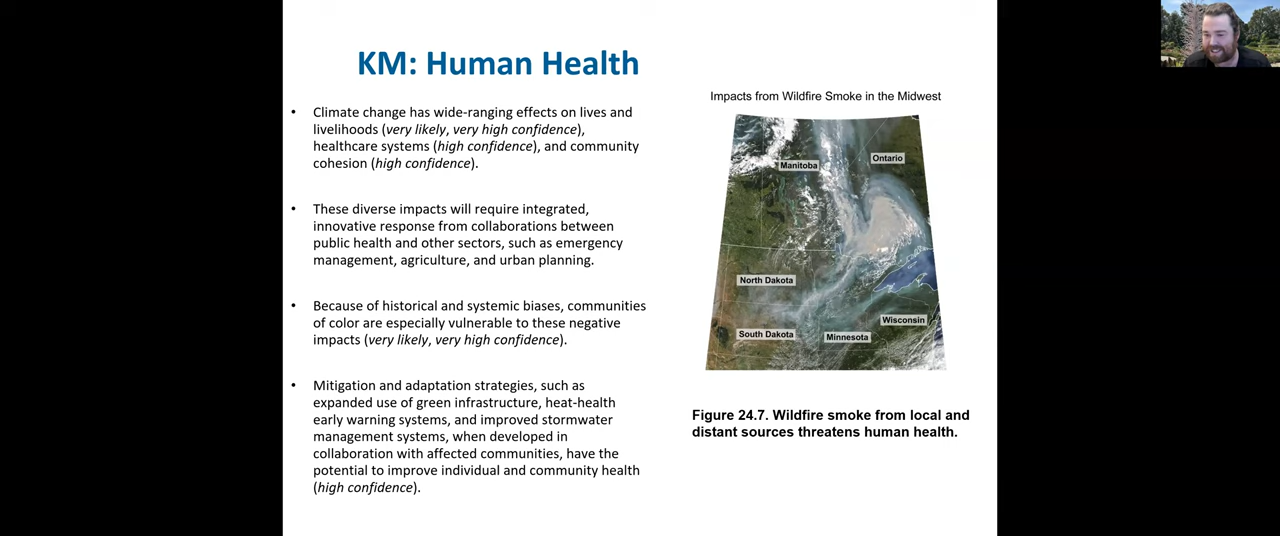 KM: Human Health
• Climate change has wide-ranging effects on lives and
livelihoods (very likely, very high confidence),
healthcare systems (high confidence), and community
cohesion (high confidence).
• These diverse impacts will require integrated,
innovative response from collaborations between
public health and other sectors, such as emergency
management, agriculture, and urban planning.
• Because of historical and systemic biases, communities
of color are especially vulnerable to these negative
impacts (very likely, very high confidence).
• Mitigation and adaptation strategies, such as
expanded use of green infrastructure, heat-health
early warning systems, and improved stormwater
management systems, when developed in
collaboration with affected communities, have the
potential to improve individual and community health
(high confidence).
Impacts from Wildfire Smoke in the Midwest
Manitoba
Ontario
North Dakota
South Dakota
Minnesota
Wisconsin
Figure 24.7. Wildfire smoke from local and
distant sources threatens human health.